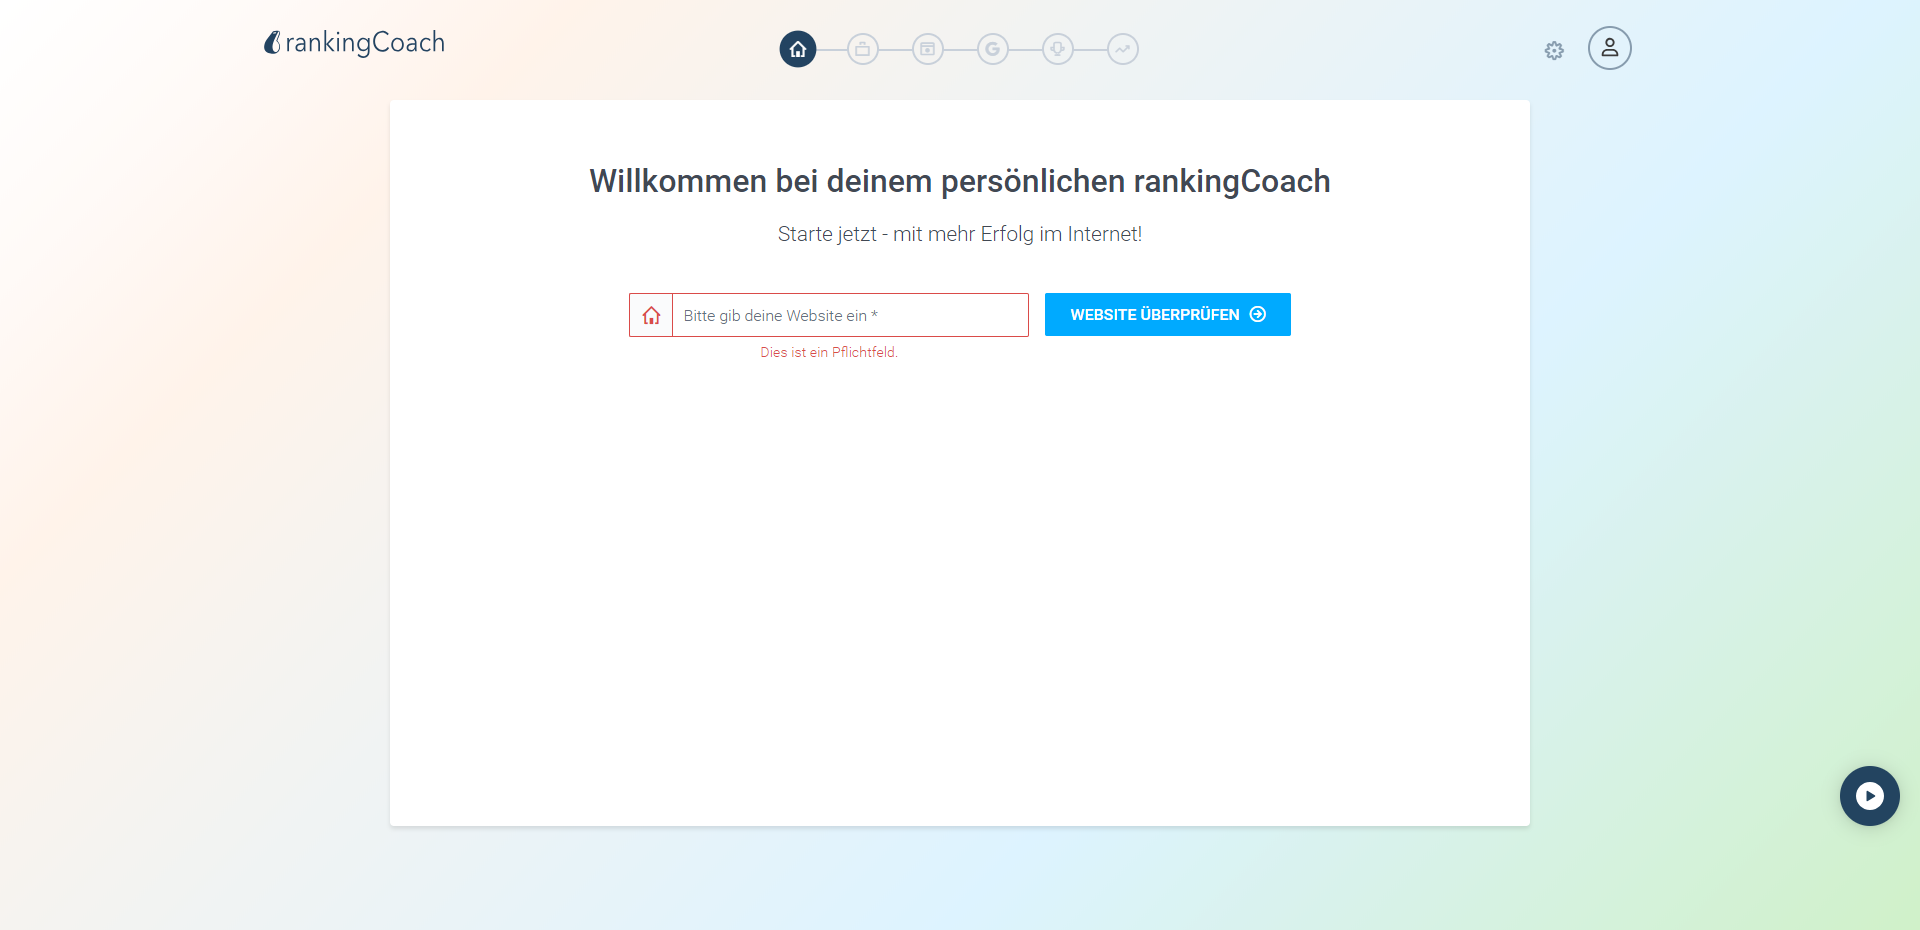 rankingCoach
Willkommen bei deinem persönlichen rankingCoach
Starte jetzt - mit mehr Erfolg im Internet!
Bitte gib deine Website ein *
WEBSITE ÜBERPRÜFEN
Dies ist ein Pflichtfeld.